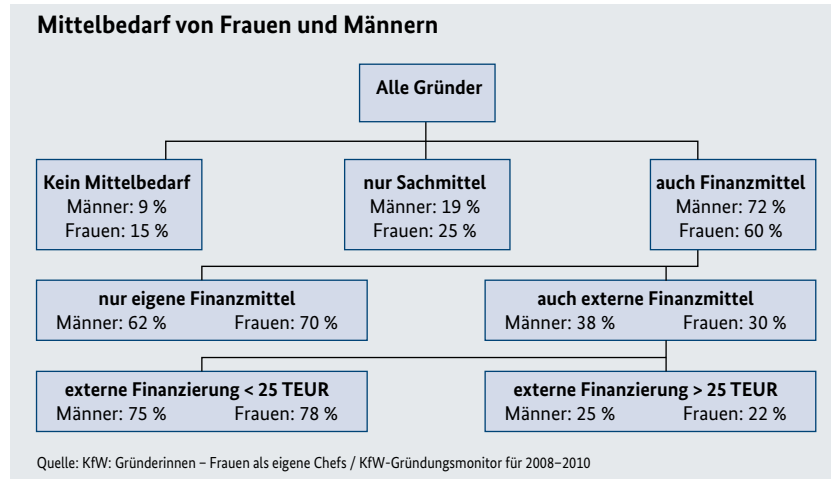 Mittelbedarf von Frauen und Männern
Alle Gründer
Kein Mittelbedarf
Männer: 9 %
Frauen: 15 %
nur Sachmittel
Männer: 19 %
Frauen: 25 %
auch Finanzmittel
Männer: 72 %
Frauen: 60 %
nur eigene Finanzmittel
Männer: 62 % Frauen: 70 %
auch externe Finanzmittel
Männer: 38 % Frauen: 30 %
externe Finanzierung < 25 TEUR
Männer: 75 % Frauen: 78 %
externe Finanzierung > 25 TEUR
Männer: 25 % Frauen: 22 %
Quelle: KfW: Gründerinnen – Frauen als eigene Chefs / KfW-Gründungsmonitor für 2008–2010